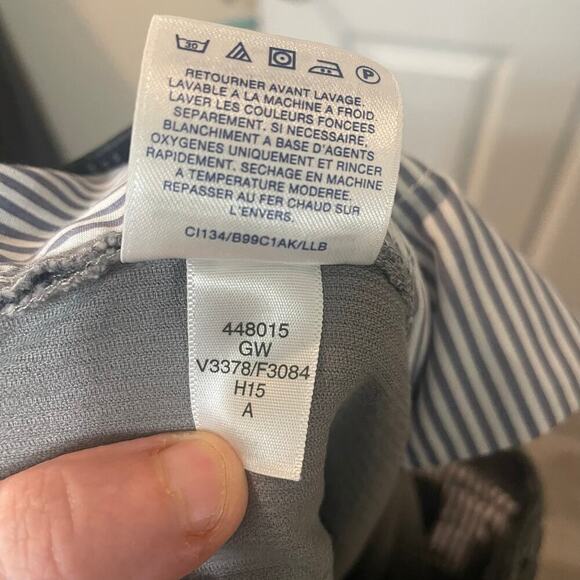 30
P
RETOURNER AVANT LAVAGE.
LAVABLE A LA MACHINE A FROID.
LAVER LES COULEURS FONCEES
SEPAREMENT. SI NECESSAIRE,
BLANCHIMENT A BASE D'AGENTS
OXYGENES UNIQUEMENT ET RINCER
RAPIDEMENT. SECHAGE EN MACHINE
A TEMPERATURE MODEREE.
REPASSER AU FER CHAUD SUR
L'ENVERS.
CI134/B99C1AK/LLB
448015
GW
V3378/F3084
H15
A